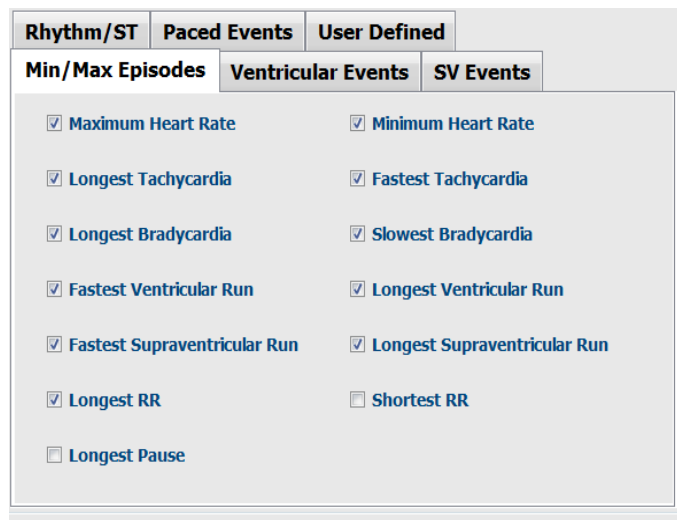 Rhythm/ST Paced Events User Defined
Min/Max Episodes Ventricular Events SV Events
Maximum Heart Rate Minimum Heart Rate
Longest Tachycardia Fastest Tachycardia
Longest Bradycardia Slowest Bradycardia
Fastest Ventricular Run Longest Ventricular Run
Fastest Supraventricular Run Longest Supraventricular Run
Longest RR Shortest RR
Longest Pause